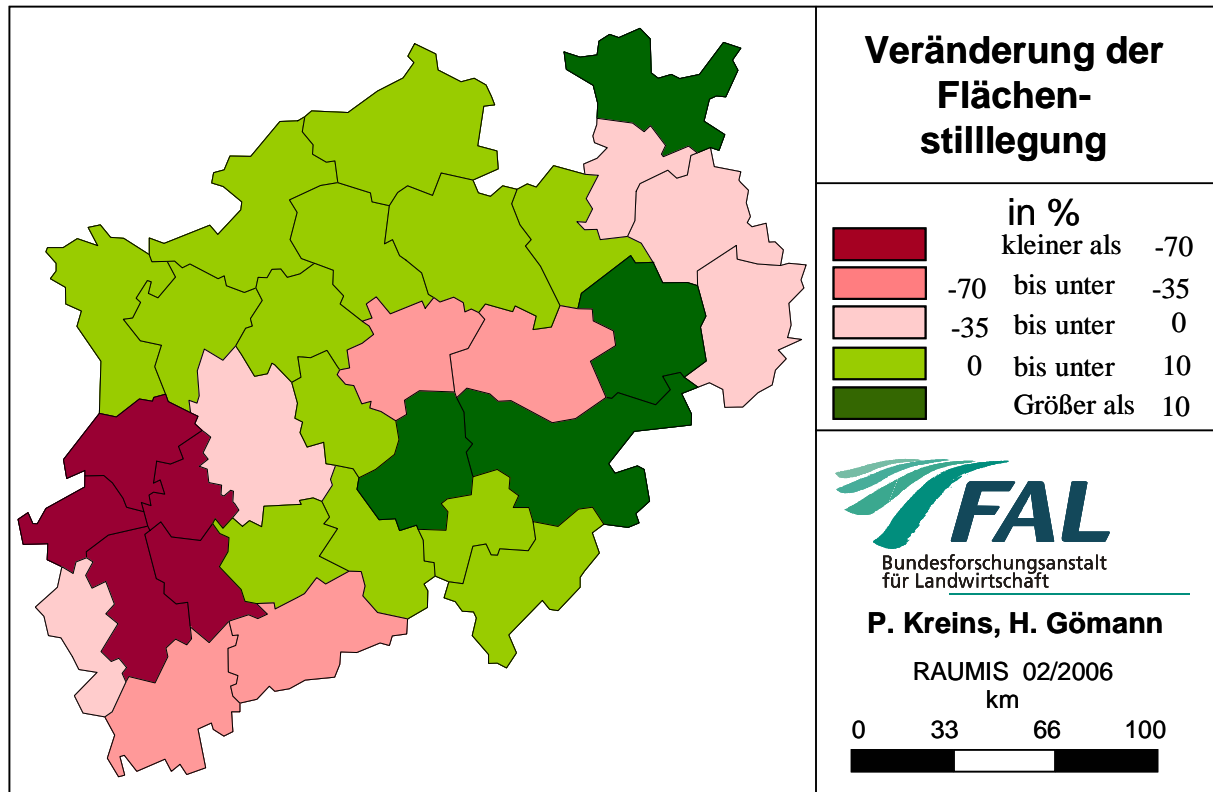 Veränderung der
Flächen-
stilllegung
in %
kleiner als -70
-70 bis unter -35
-35 bis unter 0
0 bis unter 10
Größer als 10
FAL
Bundesforschungsanstalt
für Landwirtschaft
P. Kreins, H. Gömann
RAUMIS 02/2006
km
0 33 66 100